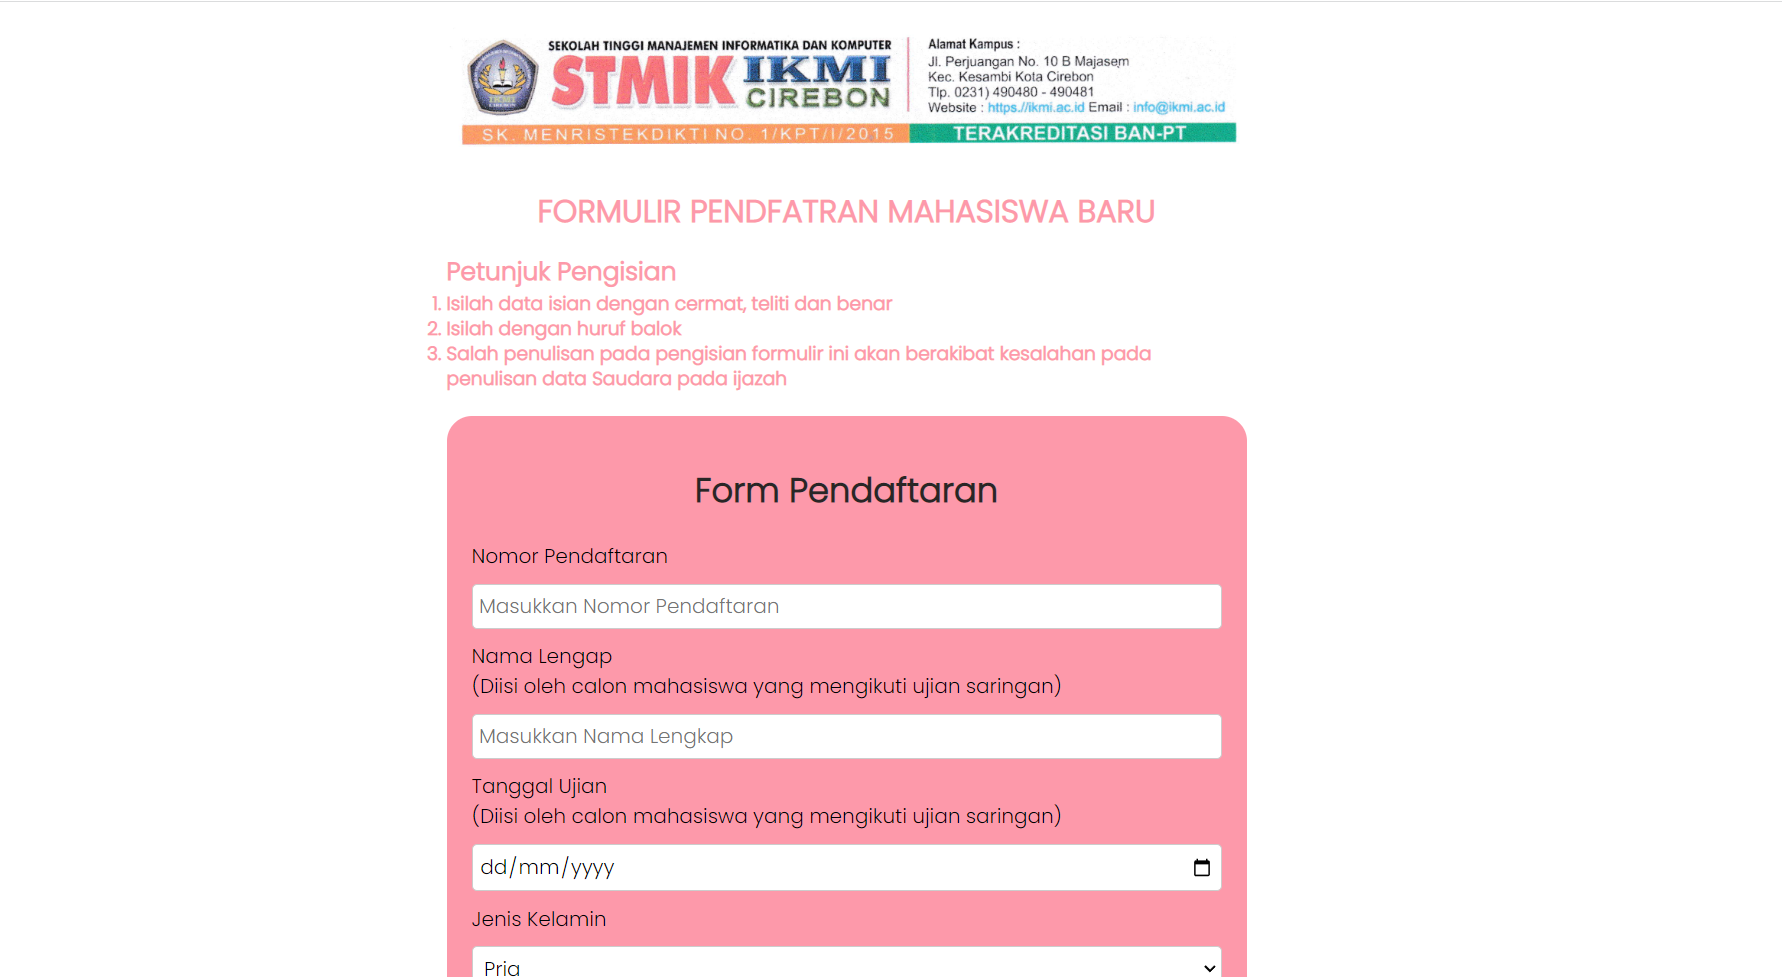 SEKOLAH TINGGI MANAJEMEN INFORMATIKA DAN KOMPUTER
STMIK IKMI
CIREBON
IKMI
CIREBON
SK. MENRISTEKDIKTI NO. 1/KPT/I/2015
Alamat Kampus :
Jl. Perjuangan No. 10 B Majasem
Kec. Kesambi Kota Cirebon
Tlp. 0231) 490480 - 490481
Website : https://ikmi.ac.id Email : info@ikmi.ac.id
TERAKREDITASI BAN-PT
FORMULIR PENDFATRAN MAHASISWA BARU
Petunjuk Pengisian
1. Isilah data isian dengan cermat, teliti dan benar
2. Isilah dengan huruf balok
3. Salah penulisan pada pengisian formulir ini akan berakibat kesalahan pada
penulisan data Saudara pada ijazah
Form Pendaftaran
Nomor Pendaftaran
Masukkan Nomor Pendaftaran
Nama Lengap
(Diisi oleh calon mahasiswa yang mengikuti ujian saringan)
Masukkan Nama Lengkap
Tanggal Ujian
(Diisi oleh calon mahasiswa yang mengikuti ujian saringan)
dd/mm/yyyy
Jenis Kelamin
Pria